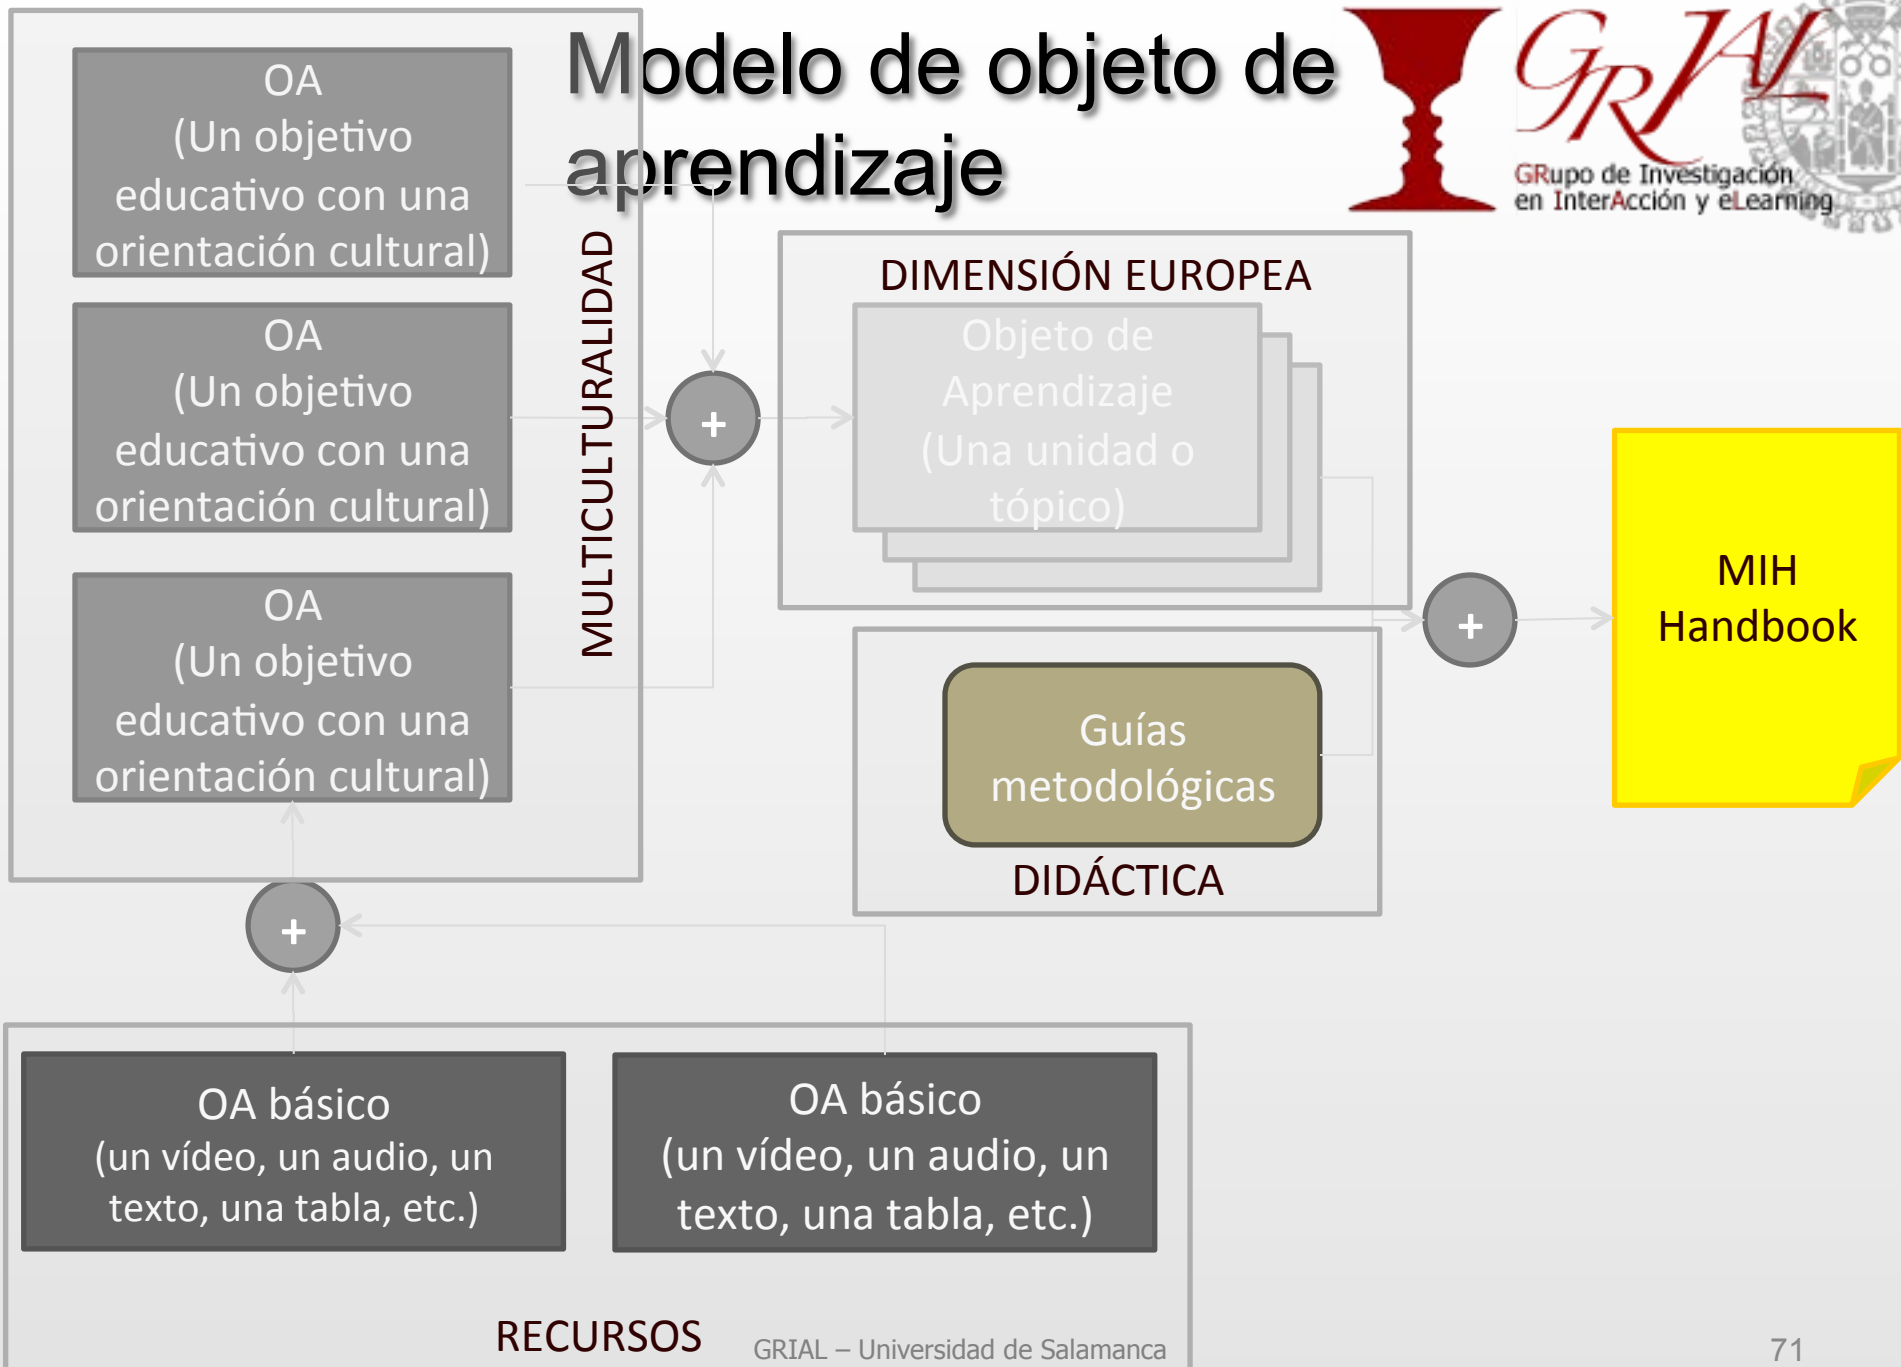 Modelo de objeto de
aprendizaje
GRIAL
GRupo de Investigación
en InterAcción y eLearning
OA
(Un objetivo
educativo con una
orientación cultural)
OA
(Un objetivo
educativo con una
orientación cultural)
OA
(Un objetivo
educativo con una
orientación cultural)
MULTICULTURALIDAD
+
DIMENSIÓN EUROPEA
Objeto de
Aprendizaje
(Una unidad o
tópico)
Guías
metodológicas
DIDÁCTICA
+
MIH
Handbook
+
OA básico
(un vídeo, un audio, un
texto, una tabla, etc.)
OA básico
(un vídeo, un audio, un
texto, una tabla, etc.)
RECURSOS
GRIAL – Universidad de Salamanca
71